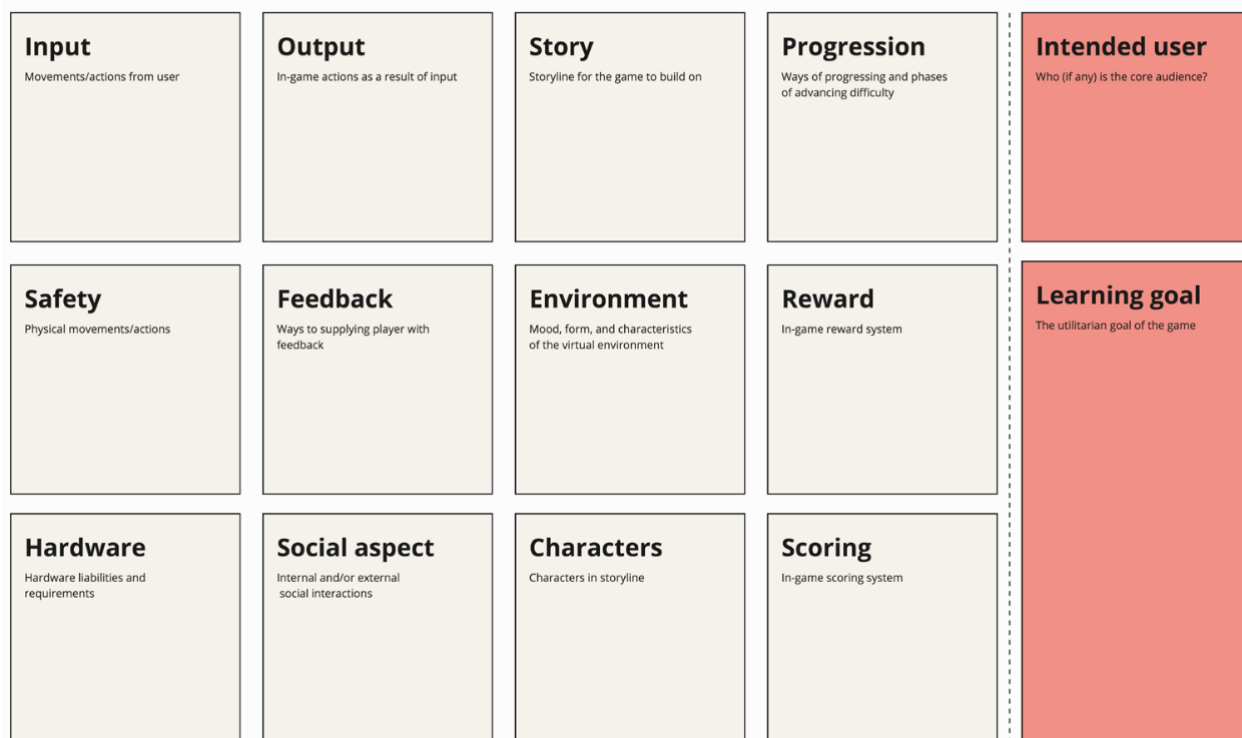 Input
Movements/actions from user
Output
In-game actions as a result of input
Story
Storyline for the game to build on
Progression
Ways of progressing and phases
of advancing difficulty
Intended user
Who (if any) is the core audience?
Safety
Physical movements/actions
Feedback
Ways to supplying player with
feedback
Environment
Mood, form, and characteristics
of the virtual environment
Reward
In-game reward system
Learning goal
The utilitarian goal of the game
Hardware
Hardware liabilities and
requirements
Social aspect
Internal and/or external
social interactions
Characters
Characters in storyline
Scoring
In-game scoring system